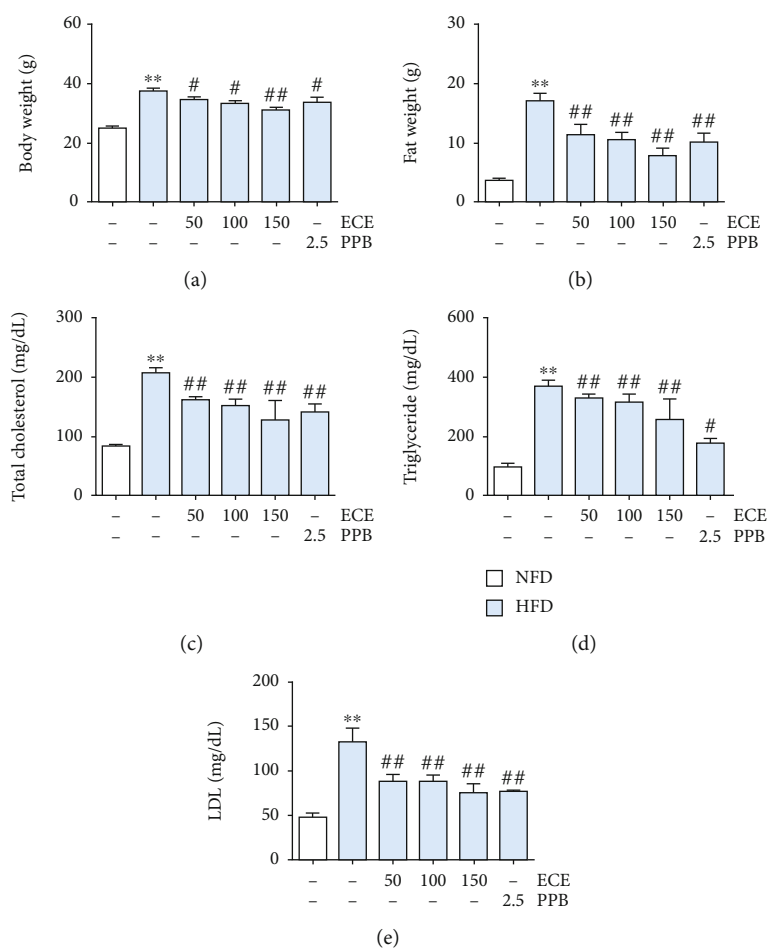 Body weight (g)
60
40
20
0
**
#
#
##
#
– – 50 100 150 – ECE
– – – – – 2.5 PPB
(a)
Fat weight (g)
30
20
10
0
**
##
##
##
##
– – 50 100 150 – ECE
– – – – – 2.5 PPB
(b)
Total cholesterol (mg/dL)
300
200
100
0
**
##
##
##
##
– – 50 100 150 – ECE
– – – – – 2.5 PPB
(c)
Triglyceride (mg/dL)
600
400
200
0
**
##
##
##
#
– – 50 100 150 – ECE
– – – – – 2.5 PPB
NFD
HFD
(d)
LDL (mg/dL)
200
150
100
50
0
**
##
##
##
##
– – 50 100 150 – ECE
– – – – – 2.5 PPB
(e)